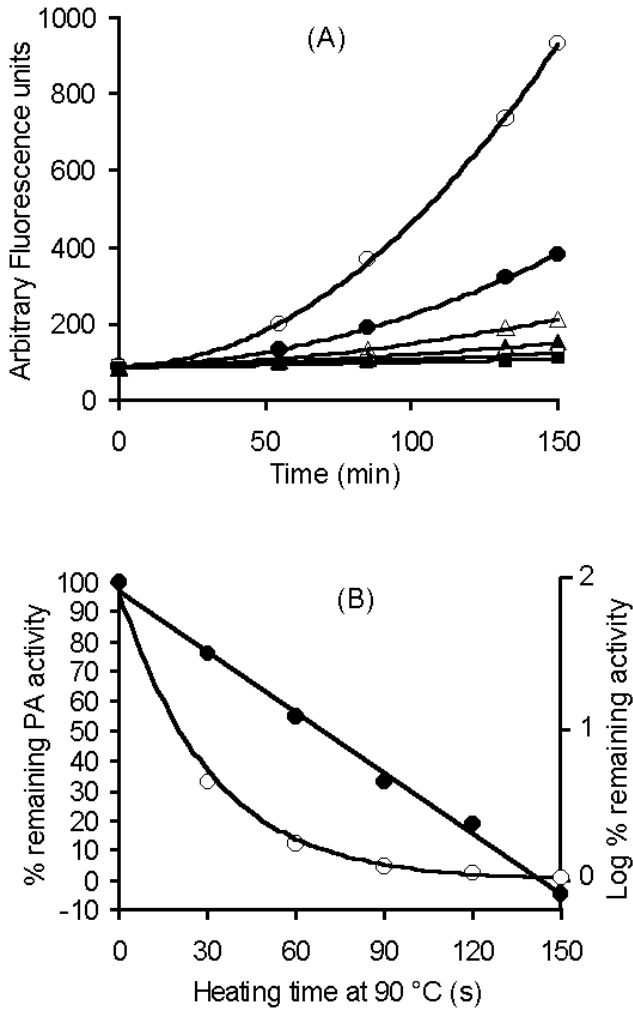 (A)
Arbitrary Fluorescence units
1000
800
600
400
200
0
0 50 100 150
Time (min)
(B)
% remaining PA activity
100
90
80
70
60
50
40
30
20
10
0
-10
2
1
0
Log % remaining activity
0 30 60 90 120 150
Heating time at 90 °C (s)